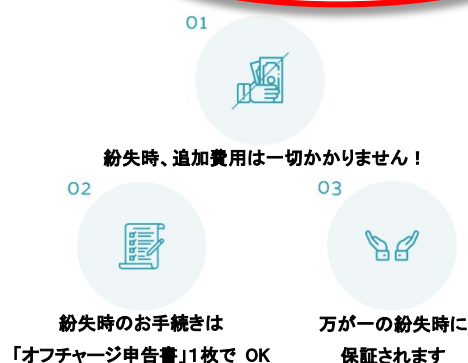 01
紛失時、追加費用は一切かかりません！
02
03
紛失時のお手続きは
「オフチャージ申告書」1枚で OK
万が一の紛失時に
保証されます